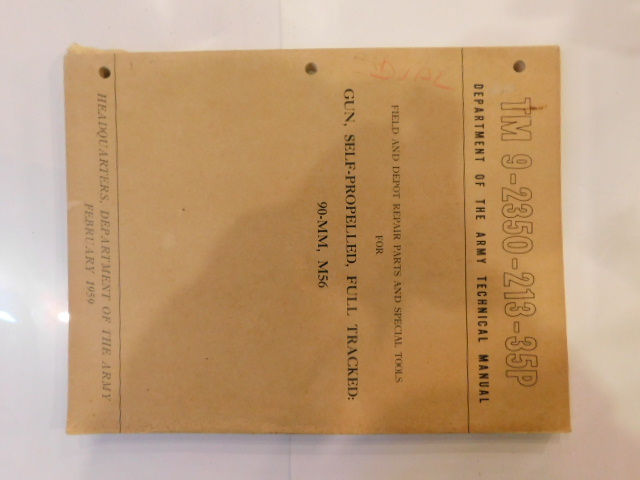 TM 9-2350-213-35P
DEPARTMENT OF THE ARMY TECHNICAL MANUAL
DUAL
FIELD AND DEPOT REPAIR PARTS AND SPECIAL TOOLS
FOR
GUN, SELF-PROPELLED, FULL TRACKED:
90-MM, M56
HEADQUARTERS, DEPARTMENT OF THE ARMY
FEBRUARY 1959